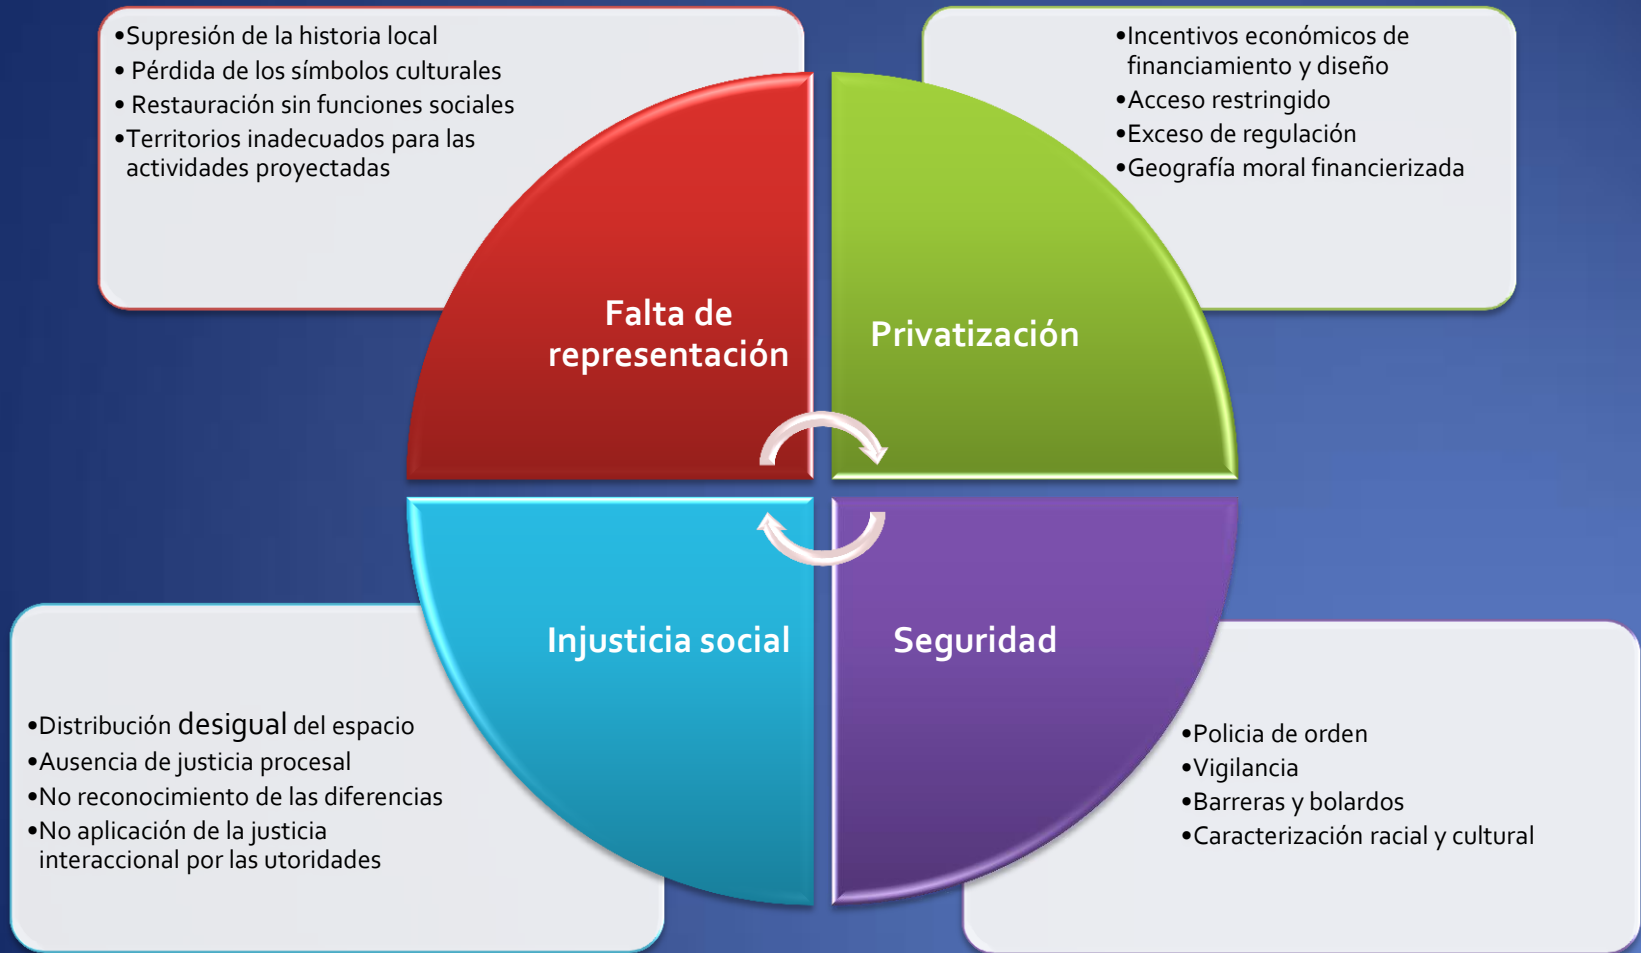 •Supresión de la historia local
• Pérdida de los símbolos culturales
• Restauración sin funciones sociales
•Territorios inadecuados para las
actividades proyectadas
•Incentivos económicos de
financiamiento y diseño
•Acceso restringido
•Exceso de regulación
•Geografía moral financierizada
Falta de
representación
Privatización
Injusticia social
Seguridad
•Distribución desigual del espacio
•Ausencia de justicia procesal
•No reconocimiento de las diferencias
•No aplicación de la justicia
interaccional por las utoridades
•Policia de orden
•Vigilancia
•Barreras y bolardos
•Caracterización racial y cultural